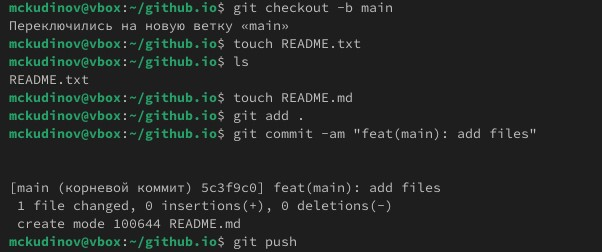 mckudinov@vbox:~/github.io$ git checkout -b main
Переключились на новую ветку «main»
mckudinov@vbox:~/github.io$ touch README.txt
mckudinov@vbox:~/github.io$ ls
README.txt
mckudinov@vbox:~/github.io$ touch README.md
mckudinov@vbox:~/github.io$ git add .
mckudinov@vbox:~/github.io$ git commit -am "feat(main): add files"
[main (корневой коммит) 5c3f9c0] feat(main): add files
 1 file changed, 0 insertions(+), 0 deletions(-)
 create mode 100644 README.md
mckudinov@vbox:~/github.io$ git push